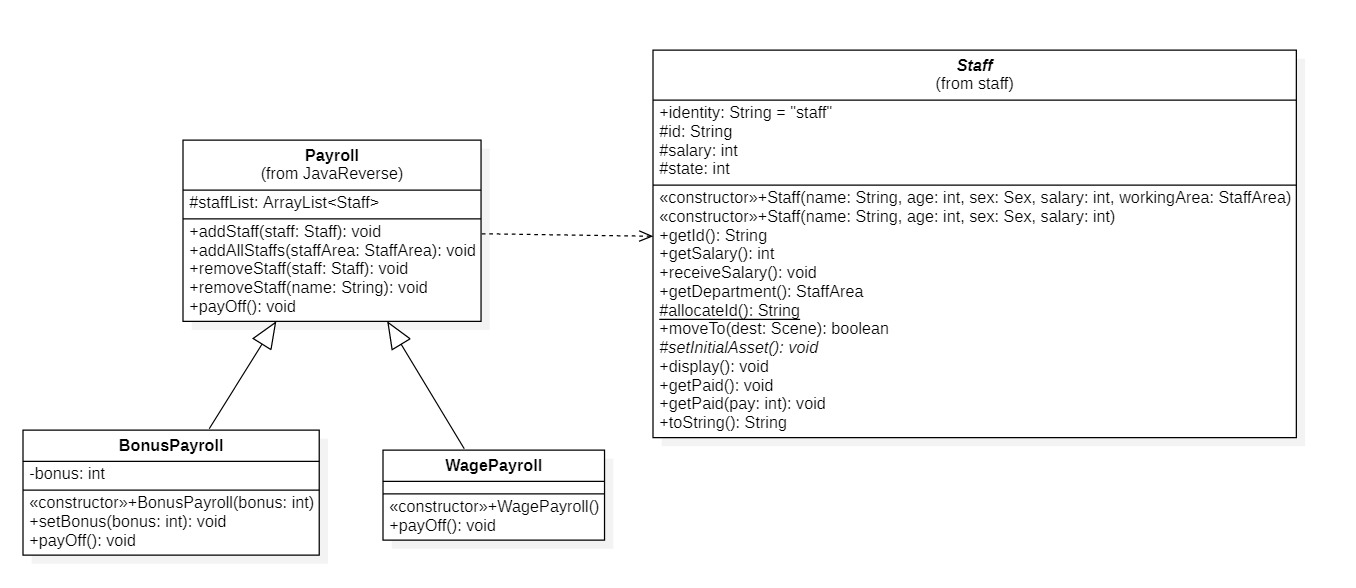 Staff
(from staff)
+identity: String = "staff"
#id: String
#salary: int
#state: int
«constructor»+Staff(name: String, age: int, sex: Sex, salary: int, workingArea: StaffArea)
«constructor»+Staff(name: String, age: int, sex: Sex, salary: int)
+getId(): String
+getSalary(): int
+receiveSalary(): void
+getDepartment(): StaffArea
#allocateId(): String
+moveTo(dest: Scene): boolean
#setInitialAsset(): void
+display(): void
+getPaid(): void
+getPaid(pay: int): void
+toString(): String
Payroll
(from JavaReverse)
#staffList: ArrayList<Staff>
+addStaff(staff: Staff): void
+addAllStaffs(staffArea: StaffArea): void
+removeStaff(staff: Staff): void
+removeStaff(name: String): void
+payOff(): void
BonusPayroll
-bonus: int
«constructor»+BonusPayroll(bonus: int)
+setBonus(bonus: int): void
+payOff(): void
WagePayroll
«constructor»+WagePayroll()
+payOff(): void